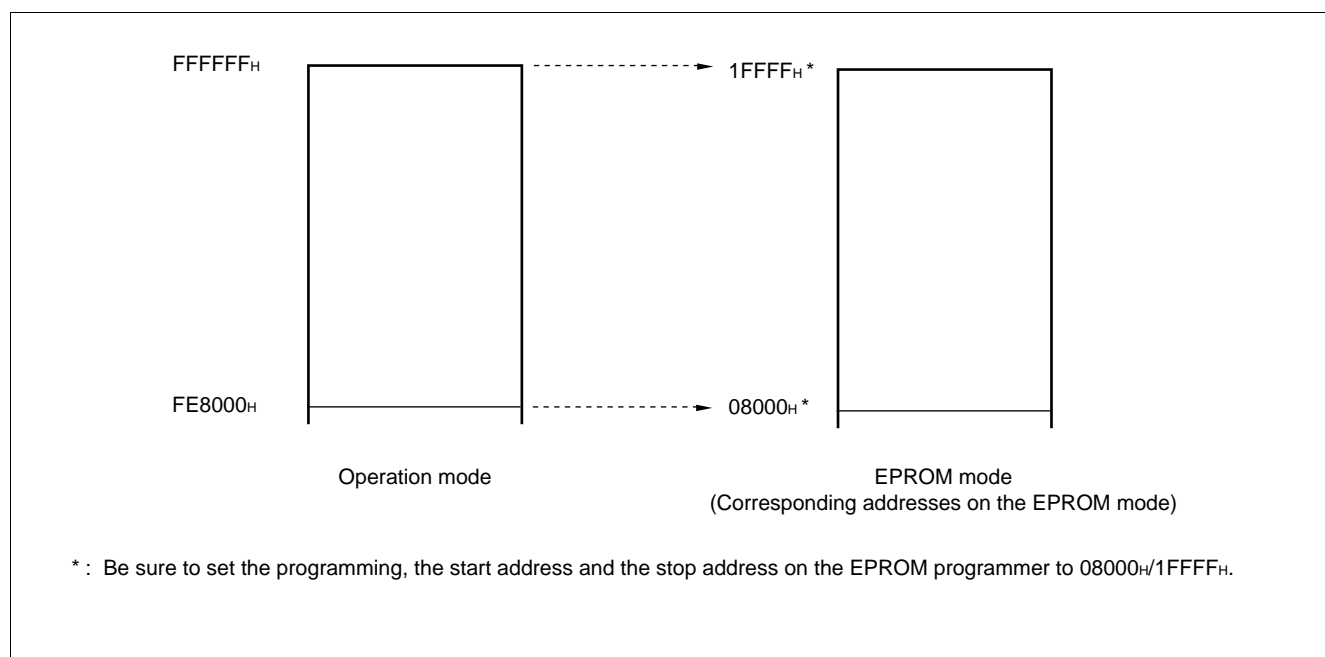 FFFFFFH
1FFFFH *
FE8000H
08000H *
Operation mode
EPROM mode
(Corresponding addresses on the EPROM mode)
* : Be sure to set the programming, the start address and the stop address on the EPROM programmer to 08000H/1FFFFH.